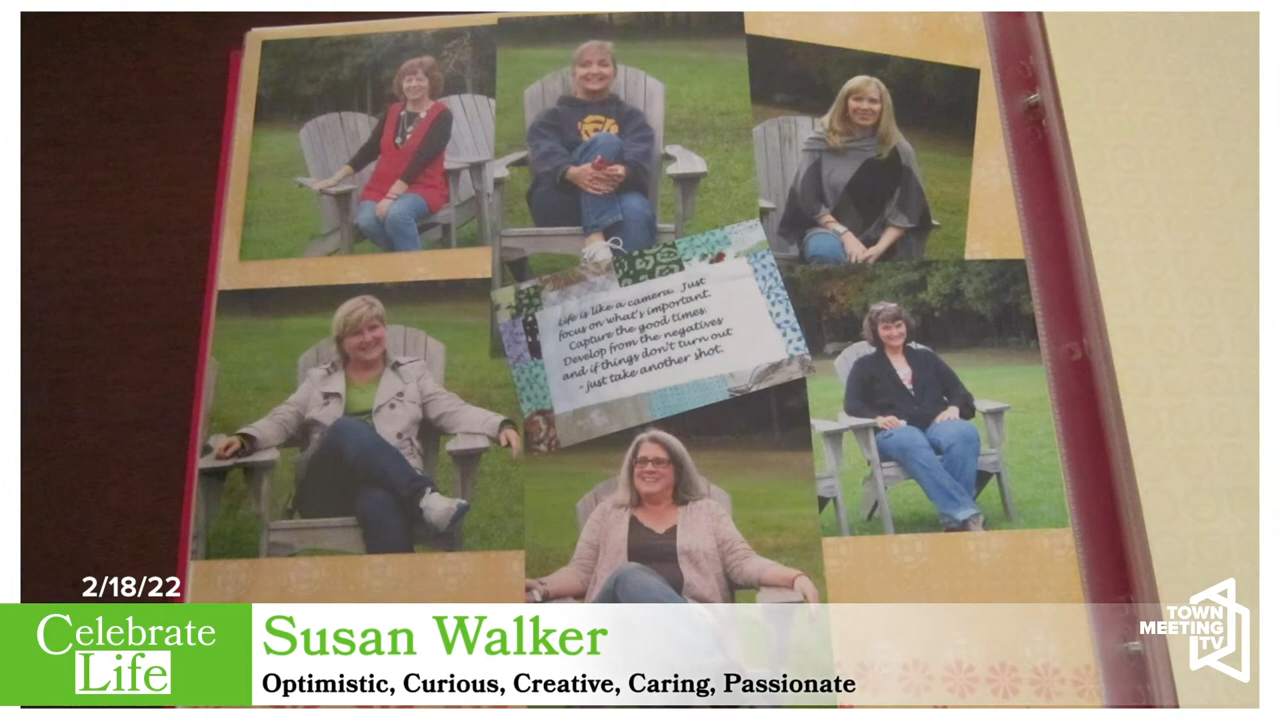 Life is like a camera. Just
focus on what's important.
Capture the good times.
Develop from the negatives
and if things don't turn out
- just take another shot.
2/18/22
Celebrate
Life
Susan Walker
Optimistic, Curious, Creative, Caring, Passionate
TOWN
MEETING
TV